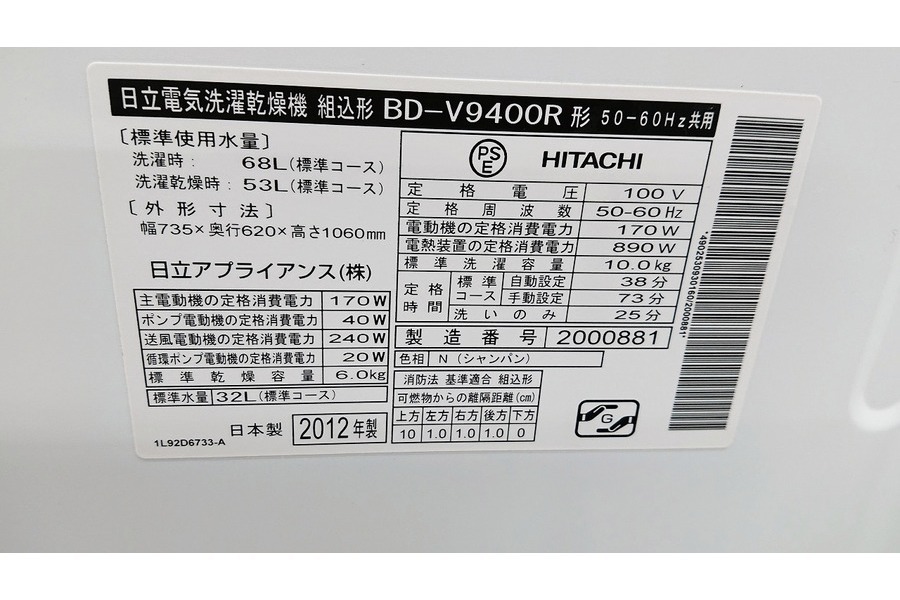 日立電気洗濯乾燥機 組込形 BD-V9400R 形 50-60Hz共用
〔標準使用水量〕
洗濯時： 68L(標準コース)
洗濯乾燥時：53L(標準コース)
〔外形寸法〕
幅735×奥行620×高さ1060mm
日立アプライアンス(株)
主電動機の定格消費電力 170W
ポンプ電動機の定格消費電力 40W
送風電動機の定格消費電力 240W
循環ポンプ電動機の定格消費電力 20W
標準乾燥容量 6.0kg
標準水量 32L(標準コース)
日本製 2012年製
1L92D6733-A
PSE HITACHI
定格電圧 100V
定格周波数 50-60Hz
電動機の定格消費電力 170W
電熱装置の定格消費電力 890W
標準洗濯容量 10.0kg
定格時間 標準コース 自動設定 38分
手動設定 73分
洗いのみ 25分
製造番号 2000881
色相 N（シャンパン）
消防法 基準適合 組込形
可燃物からの離隔距離(cm)
上方 左方 右方 後方 下方
10 1.0 1.0 1.0 0
G
*4902530930160/2000881*